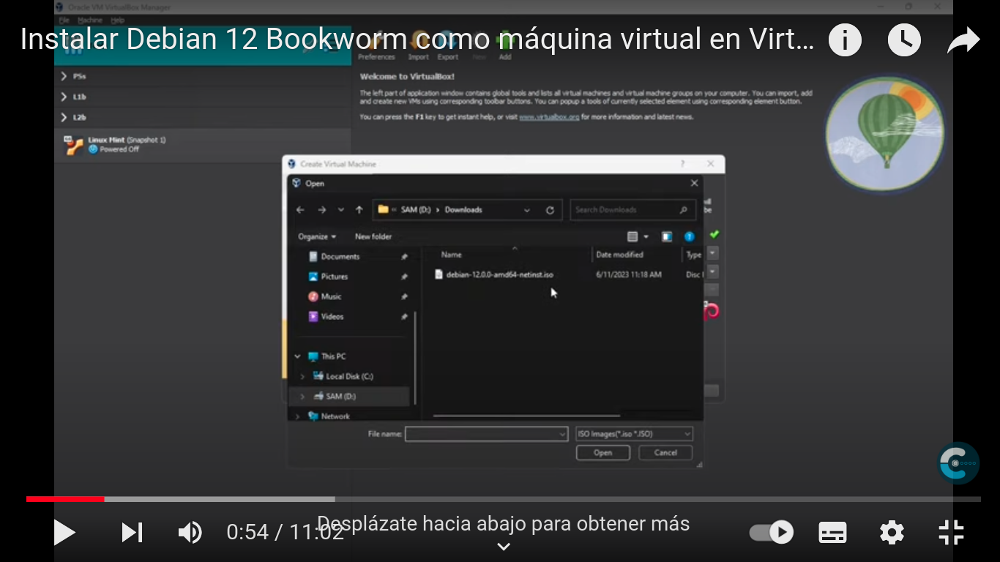 Oracle VM VirtualBox Manager
File Machine Help
Instalar Debian 12 Bookworm como máquina virtual en Virt...
Preferences Import Export New Add
PSs
L1b
L2b
Linux Mint (Snapshot 1)
Powered Off
Welcome to VirtualBox!
The left part of application window contains global tools and lists all virtual machines and virtual machine groups on your computer. You can import, add
and create new VMs using corresponding toolbar buttons. You can popup a tools of currently selected element using corresponding element button.
You can press the F1 key to get instant help, or visit www.virtualbox.org for more information and latest news.
Create Virtual Machine
Open
SAM (D:) Downloads
Search Downloads
be
Organize New folder
Documents
Pictures
Music
Videos
This PC
Local Disk (C:)
SAM (D:)
Network
Name Date modified Type
debian-12.0.0-amd64-netinst.iso 6/11/2023 11:18 AM Disc I
File name: ISO Images(*.iso *.ISO)
Open Cancel
0:54 / 11:02
Desplázate hacia abajo para obtener más